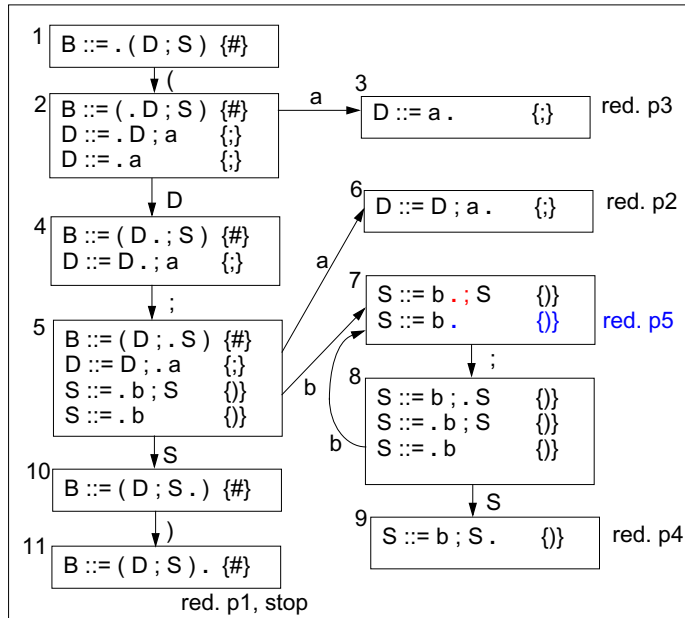 1
B ::= . ( D ; S ) {#}
(
2
B ::= ( . D ; S ) {#}
D ::= . D ; a {;}
D ::= . a {;}
a
3
D ::= a . {;}
red. p3
D
4
B ::= ( D . ; S ) {#}
D ::= D . ; a {;}
;
5
B ::= ( D ; . S ) {#}
D ::= D ; . a {;}
S ::= . b ; S {)}
S ::= . b {)}
a
6
D ::= D ; a . {;}
red. p2
b
7
S ::= b . ; S {)}
S ::= b . {)}
red. p5
;
8
S ::= b ; . S {)}
S ::= . b ; S {)}
S ::= . b {)}
b
S
9
S ::= b ; S . {)}
red. p4
S
10
B ::= ( D ; S . ) {#}
)
11
B ::= ( D ; S ) . {#}
red. p1, stop